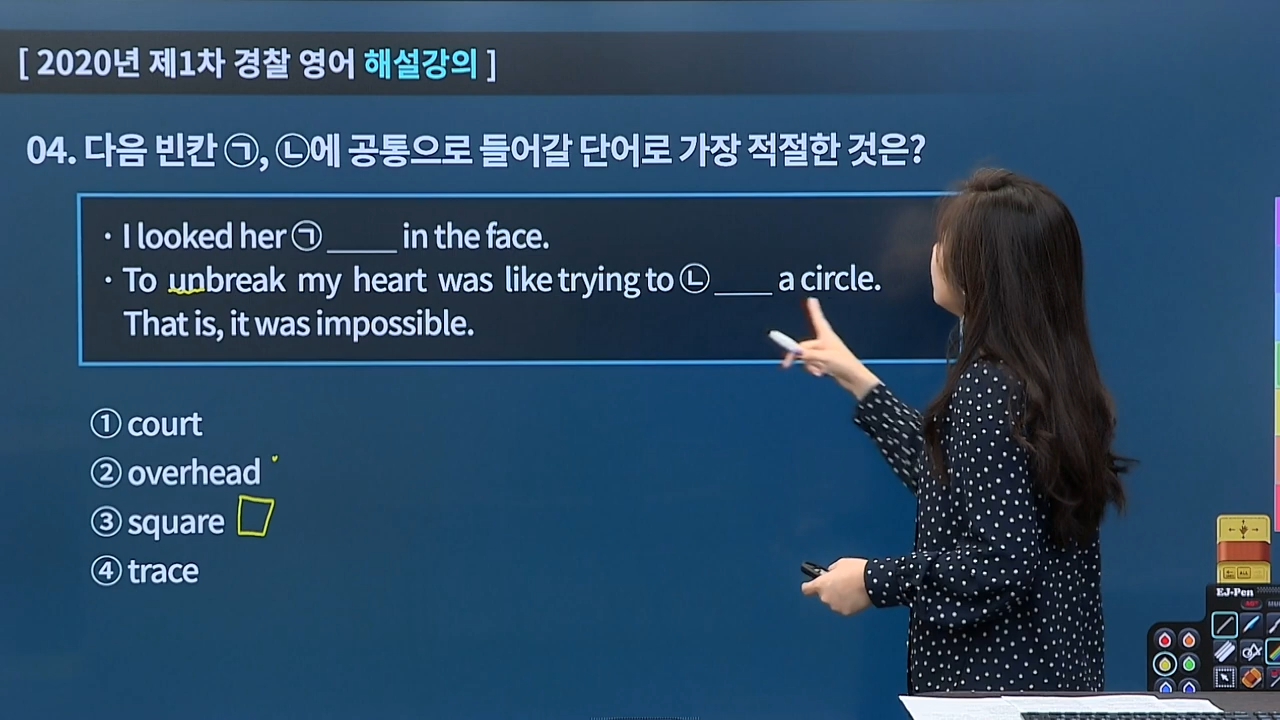 [ 2020년 제1차 경찰 영어 해설강의 ]
04. 다음 빈칸 ㉠, ㉡에 공통으로 들어갈 단어로 가장 적절한 것은?
· I looked her ㉠ _____ in the face.
· To unbreak my heart was like trying to ㉡ ____ a circle.
That is, it was impossible.
① court
② overhead
③ square
④ trace
EJ-Pen